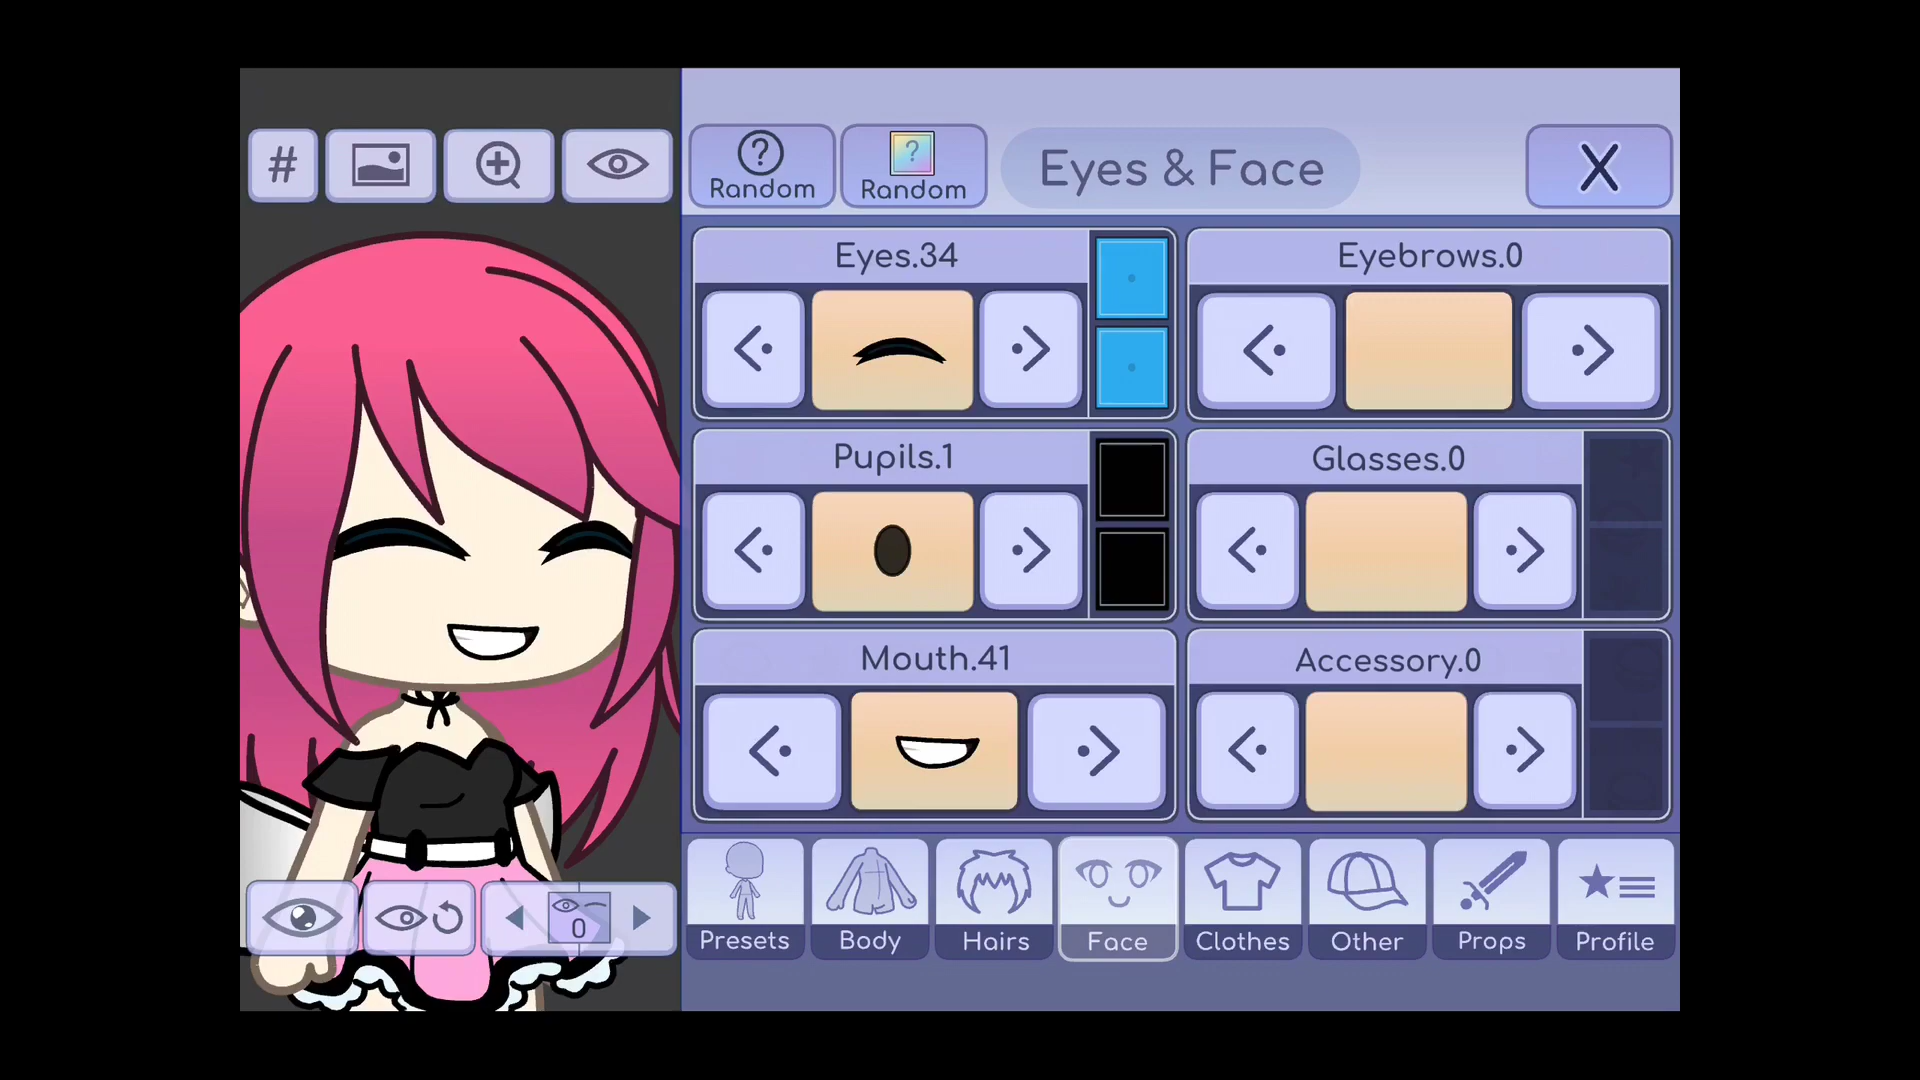 #
? Random
? Random
Eyes & Face
X
Eyes.34
Eyebrows.0
Pupils.1
Glasses.0
Mouth.41
Accessory.0
0
Presets
Body
Hairs
Face
Clothes
Other
Props
Profile